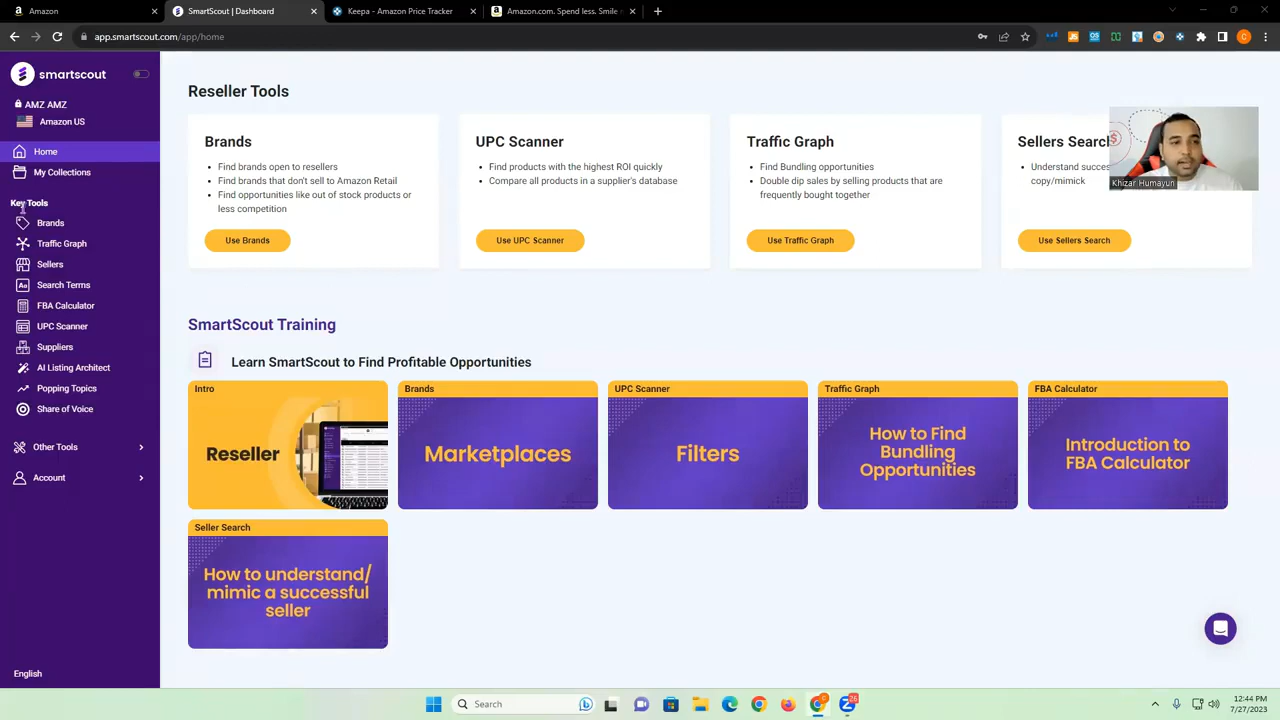 Amazon
SmartScout | Dashboard
Keepa - Amazon Price Tracker
Amazon.com. Spend less. Smile
app.smartscout.com/app/home
smartscout
AMZ AMZ
Amazon US
Home
My Collections
Key Tools
Brands
Traffic Graph
Sellers
Search Terms
FBA Calculator
UPC Scanner
Suppliers
AI Listing Architect
Popping Topics
Share of Voice
Other Tools
Account
English
Reseller Tools
Brands
Find brands open to resellers
Find brands that don't sell to Amazon Retail
Find opportunities like out of stock products or
less competition
Use Brands
UPC Scanner
Find products with the highest ROI quickly
Compare all products in a supplier's database
Use UPC Scanner
Traffic Graph
Find Bundling opportunities
Double dip sales by selling products that are
frequently bought together
Use Traffic Graph
Sellers Search
Understand
copy/mimick
Use Sellers Search
Khizar Humayun
SmartScout Training
Learn SmartScout to Find Profitable Opportunities
Intro
Reseller
Brands
Marketplaces
UPC Scanner
Filters
Traffic Graph
How to Find
Bundling
Opportunities
FBA Calculator
Introduction to
FBA Calculator
Seller Search
How to understand/
mimic a successful
seller
Search
26
12:44 PM
7/27/2023